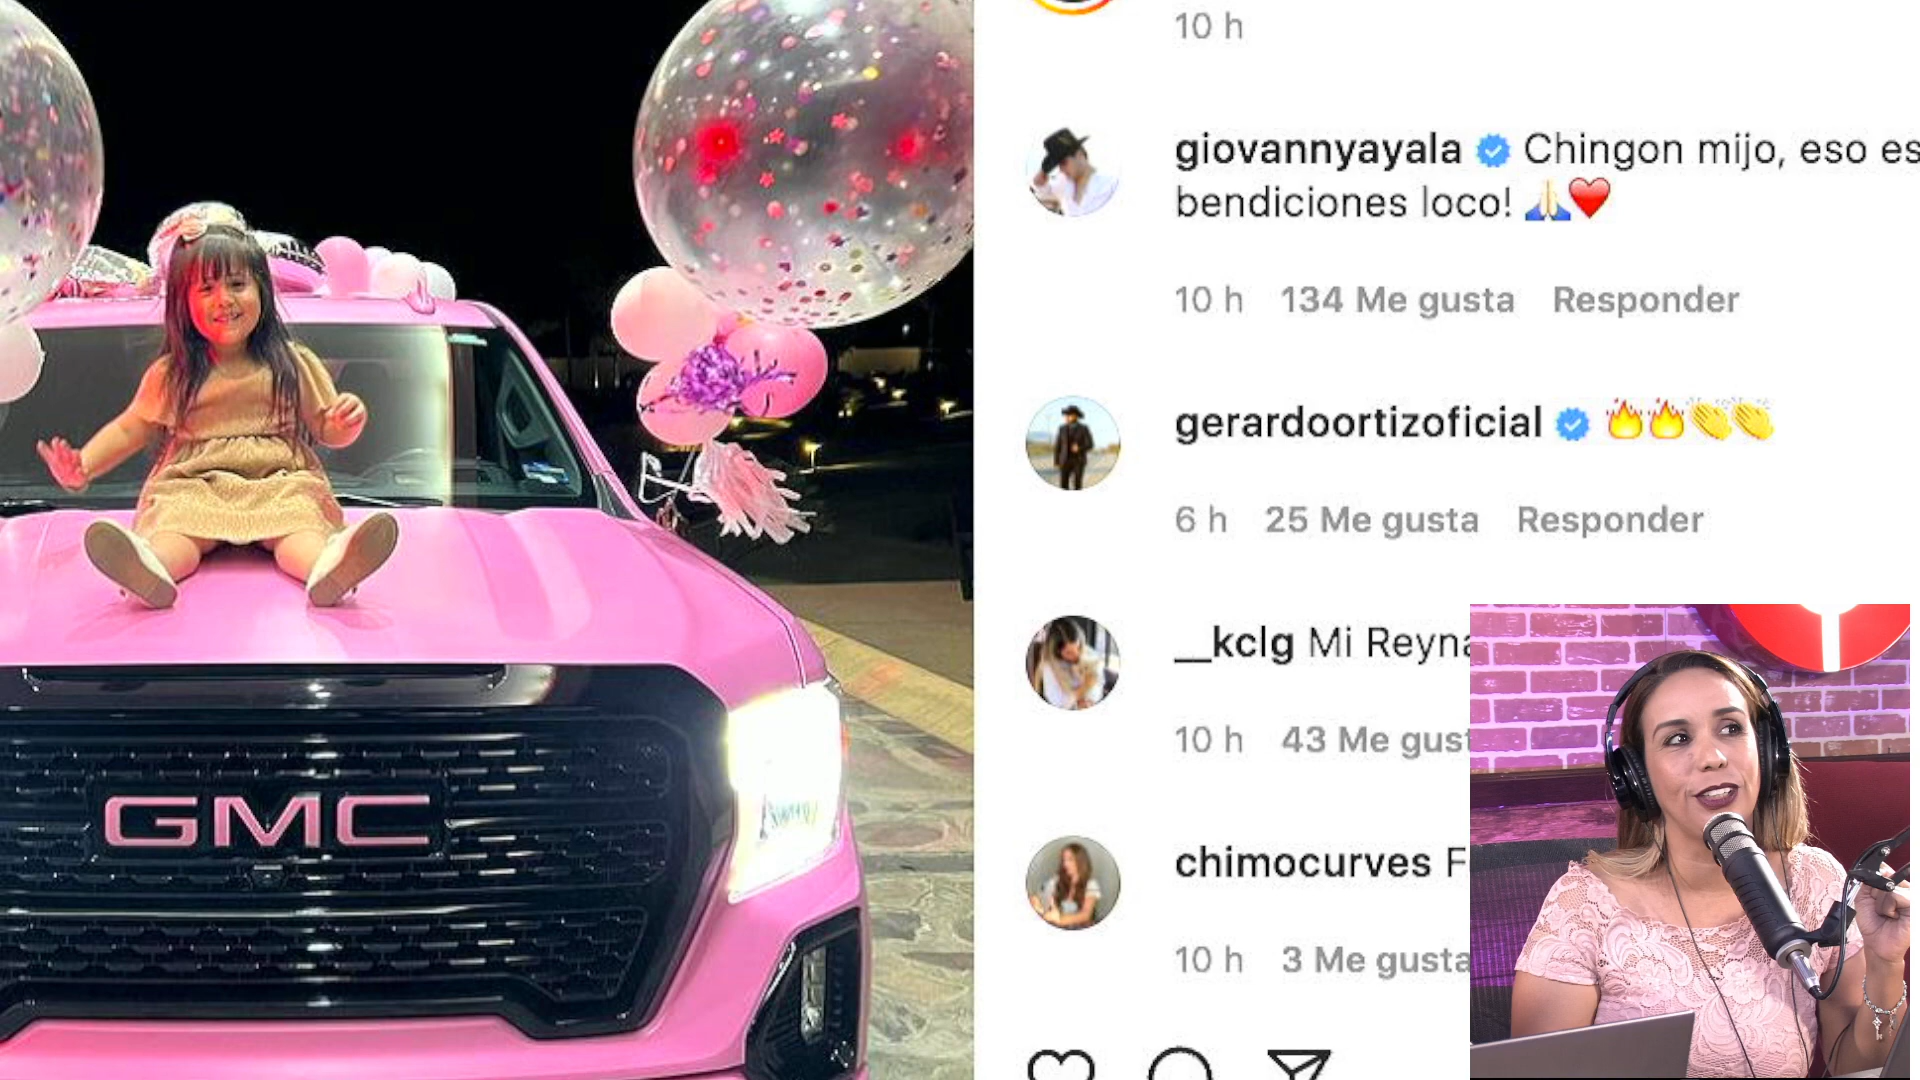 10 h
giovannyayala Chingon mijo, eso es
bendiciones loco! 🙏🏻❤️
10 h 134 Me gusta Responder
gerardoortizoficial 🔥🔥👏👏
6 h 25 Me gusta Responder
__kclg Mi Reyna
10 h 43 Me gust
chimocurves F
10 h 3 Me gusta
GMC